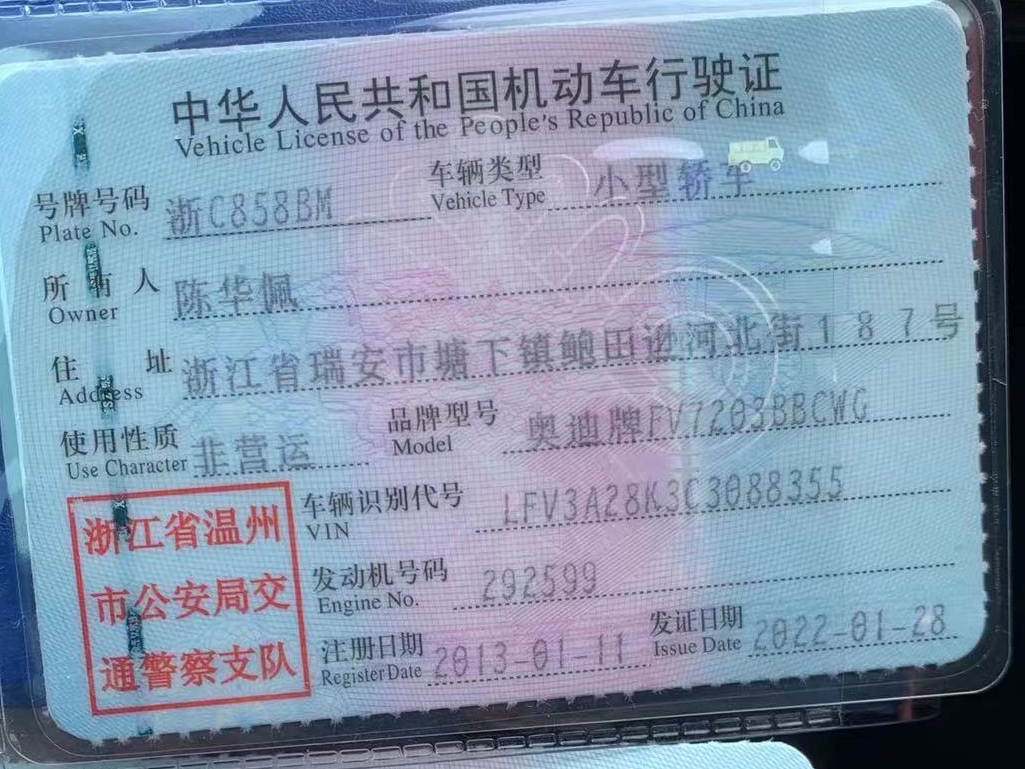 中华人民共和国机动车行驶证
Vehicle License of the People's Republic of China
号牌号码 浙C858BM 车辆类型 小型轿车
Plate No. Vehicle Type
所有人 陈华佩
Owner
住址 浙江省瑞安市塘下镇鲍田逊河北街187号
Address
使用性质 非营运 品牌型号 奥迪牌FV7203BBCWG
Use Character Model
浙江省温州
市公安局交
通警察支队
车辆识别代号 LFV3A28K3C3088355
VIN
发动机号码 292599
Engine No.
注册日期 2013-01-11 发证日期 2022-01-28
Register Date Issue Date